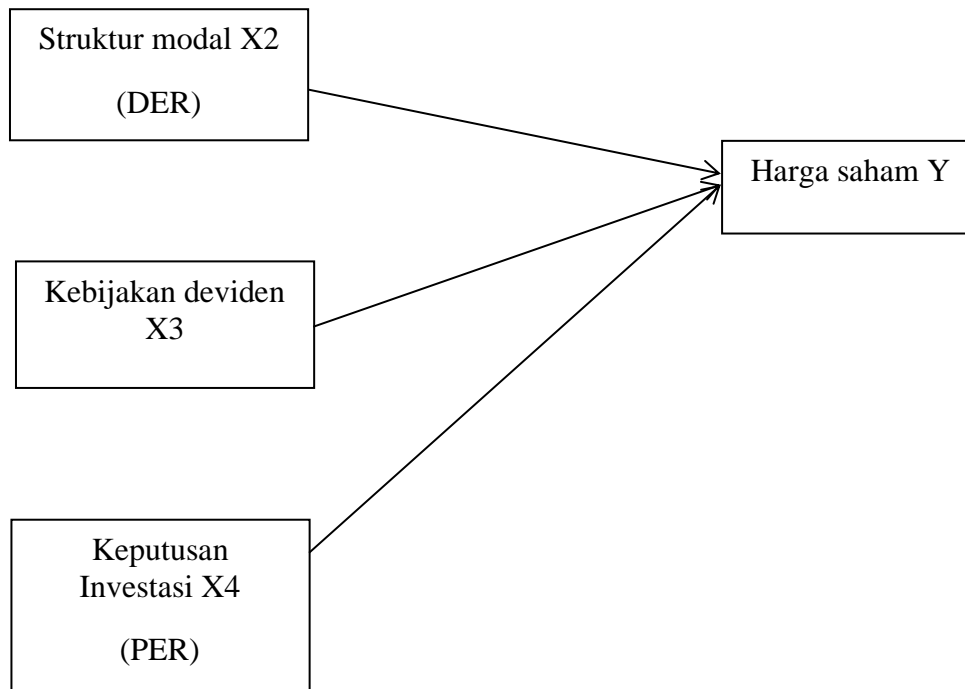 Struktur modal X2
(DER)
Harga saham Y
Kebijakan deviden
X3
Keputusan
Investasi X4
(PER)